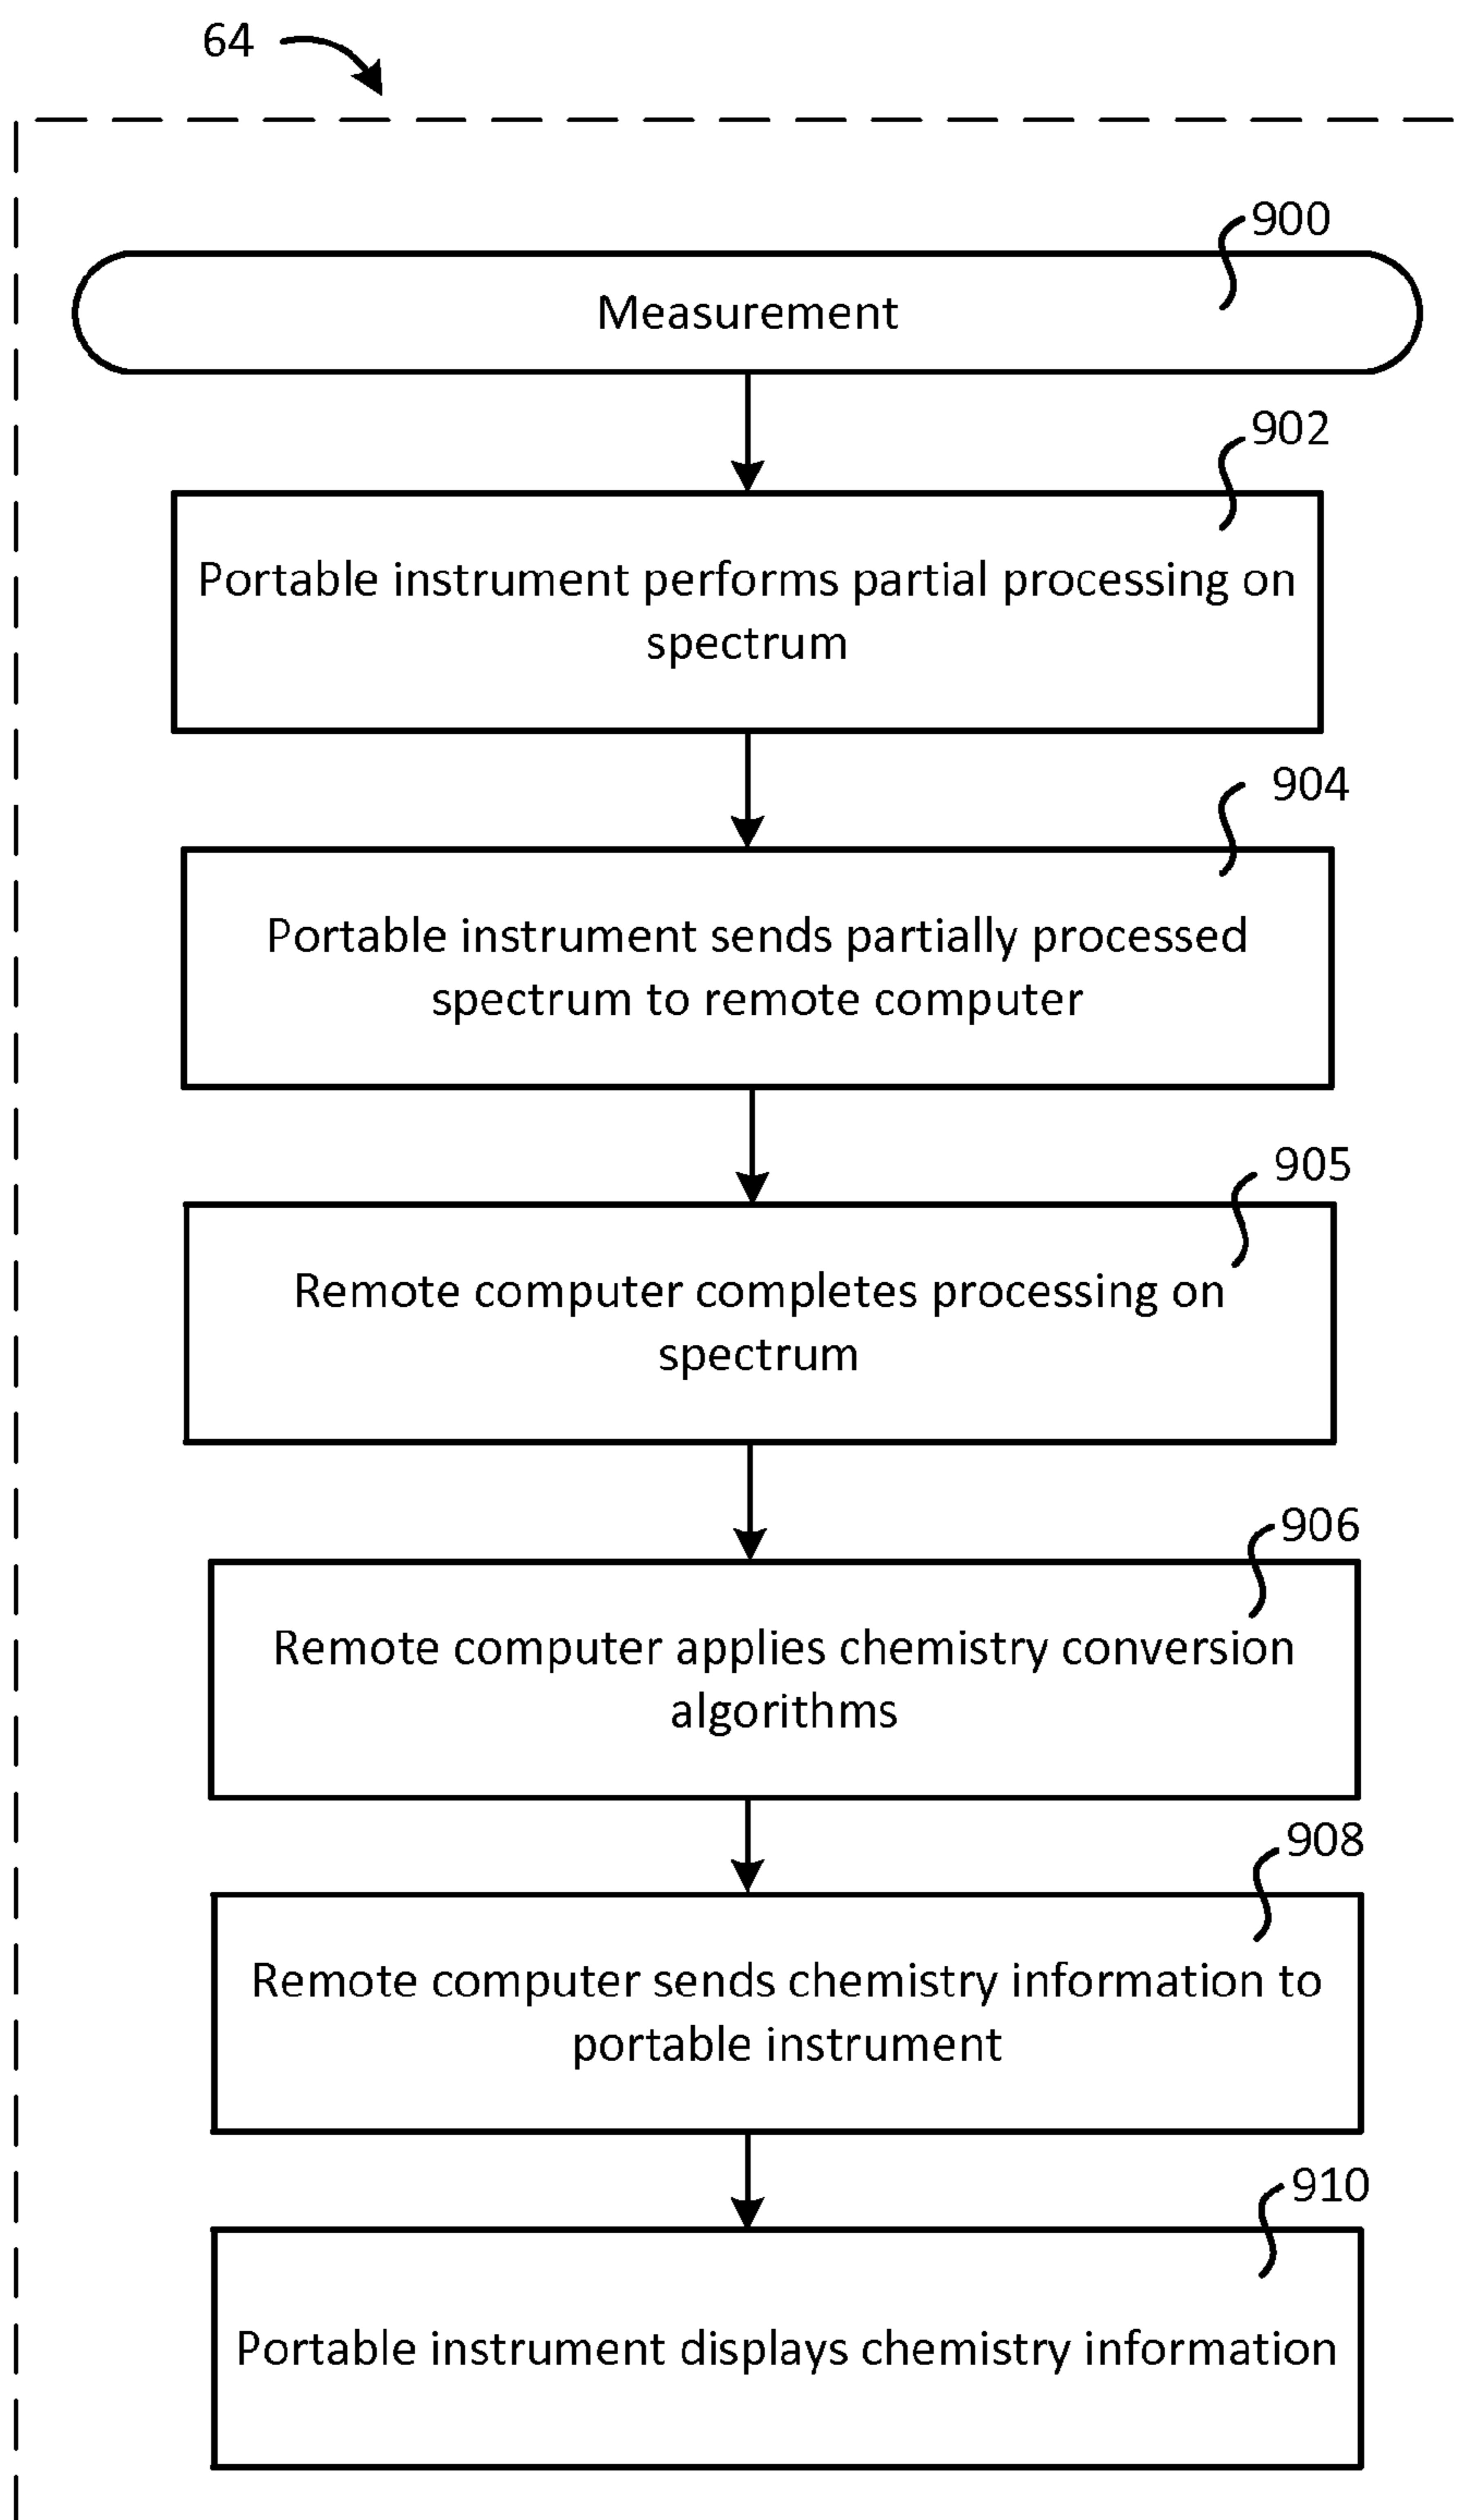 64
900
Measurement
902
Portable instrument performs partial processing on
spectrum
904
Portable instrument sends partially processed
spectrum to remote computer
905
Remote computer completes processing on
spectrum
906
Remote computer applies chemistry conversion
algorithms
908
Remote computer sends chemistry information to
portable instrument
910
Portable instrument displays chemistry information